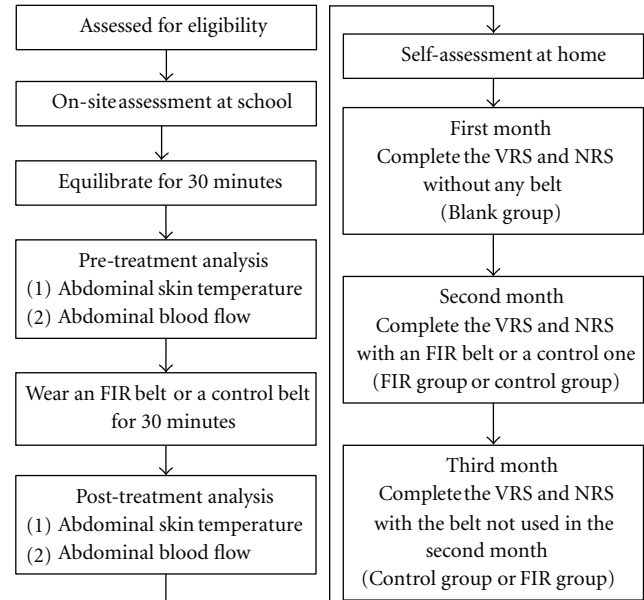 Assessed for eligibility
On-site assessment at school
Equilibrate for 30 minutes
Pre-treatment analysis
(1) Abdominal skin temperature
(2) Abdominal blood flow
Wear an FIR belt or a control belt
for 30 minutes
Post-treatment analysis
(1) Abdominal skin temperature
(2) Abdominal blood flow
Self-assessment at home
First month
Complete the VRS and NRS
without any belt
(Blank group)
Second month
Complete the VRS and NRS
with an FIR belt or a control one
(FIR group or control group)
Third month
Complete the VRS and NRS
with the belt not used in the
second month
(Control group or FIR group)